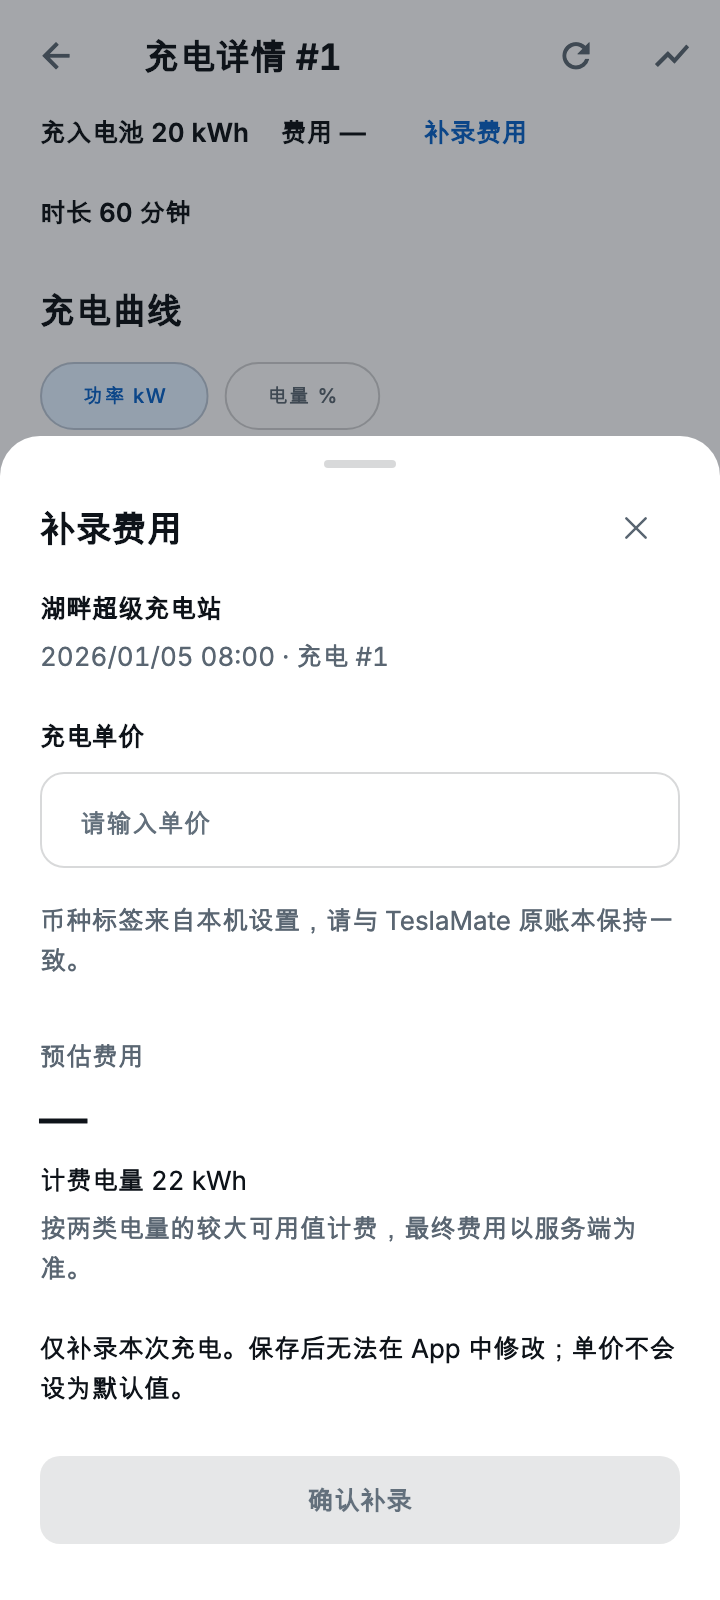 充电详情 #1
充入电池 20 kWh 费用 — 补录费用
时长 60 分钟
充电曲线
功率 kW 电量 %
补录费用
湖畔超级充电站
2026/01/05 08:00 · 充电 #1
充电单价
请输入单价
币种标签来自本机设置，请与 TeslaMate 原账本保持一
致。
预估费用
—
计费电量 22 kWh
按两类电量的较大可用值计费，最终费用以服务端为
准。
仅补录本次充电。保存后无法在 App 中修改；单价不会
设为默认值。
确认补录